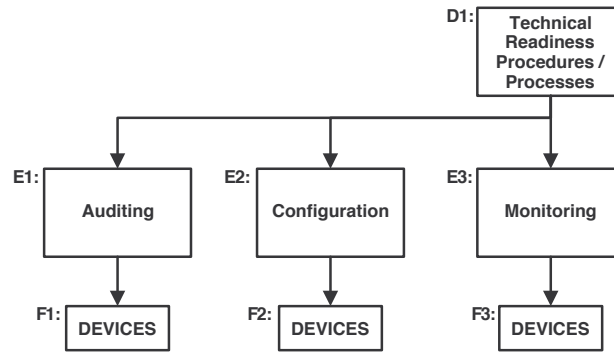 D1: Technical
Readiness
Procedures /
Processes
E1: Auditing
E2: Configuration
E3: Monitoring
F1: DEVICES
F2: DEVICES
F3: DEVICES